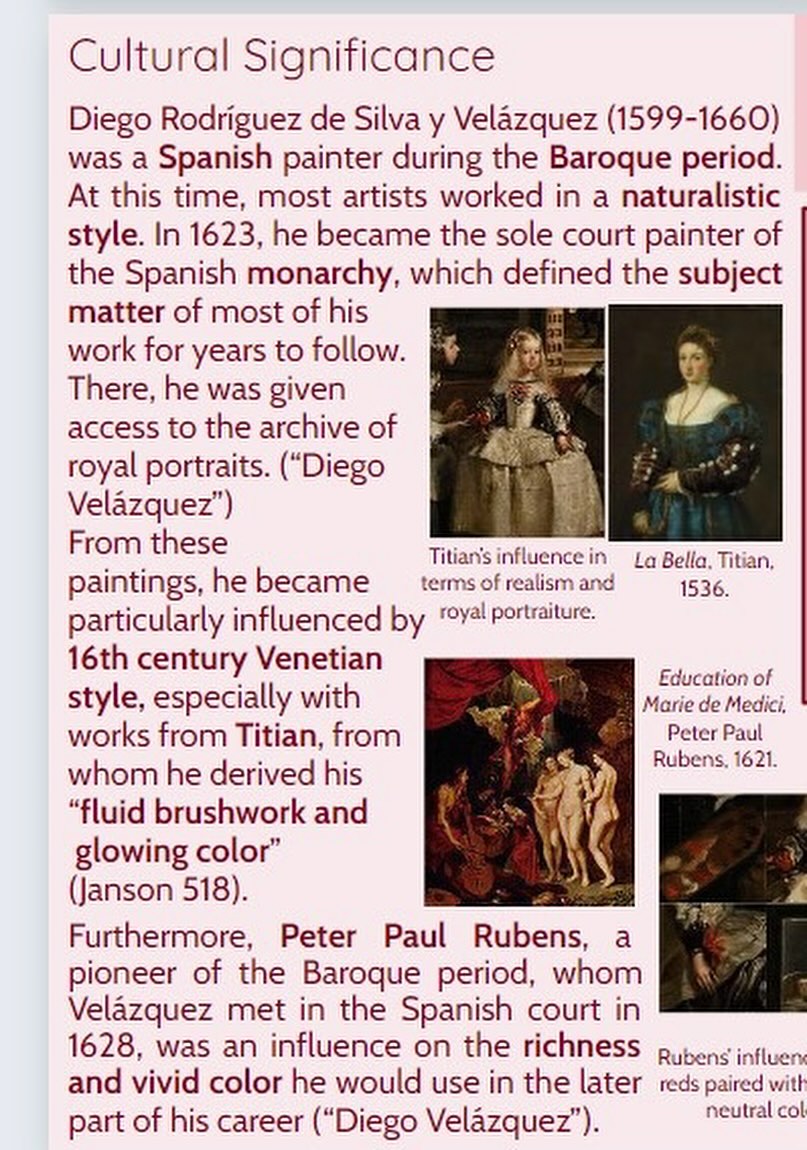 Cultural Significance
Diego Rodríguez de Silva y Velázquez (1599-1660)
was a Spanish painter during the Baroque period.
At this time, most artists worked in a naturalistic
style. In 1623, he became the sole court painter of
the Spanish monarchy, which defined the subject
matter of most of his
work for years to follow.
There, he was given
access to the archive of
royal portraits. (“Diego
Velázquez”)
From these
paintings, he became
particularly influenced by
16th century Venetian
style, especially with
works from Titian, from
whom he derived his
“fluid brushwork and
glowing color”
(Janson 518).
Furthermore, Peter Paul Rubens, a
pioneer of the Baroque period, whom
Velázquez met in the Spanish court in
1628, was an influence on the richness
and vivid color he would use in the later
part of his career (“Diego Velázquez”).
Titian's influence in
terms of realism and
royal portraiture.
La Bella, Titian,
1536.
Education of
Marie de Medici,
Peter Paul
Rubens, 1621.
Rubens' influenc
reds paired with
neutral col